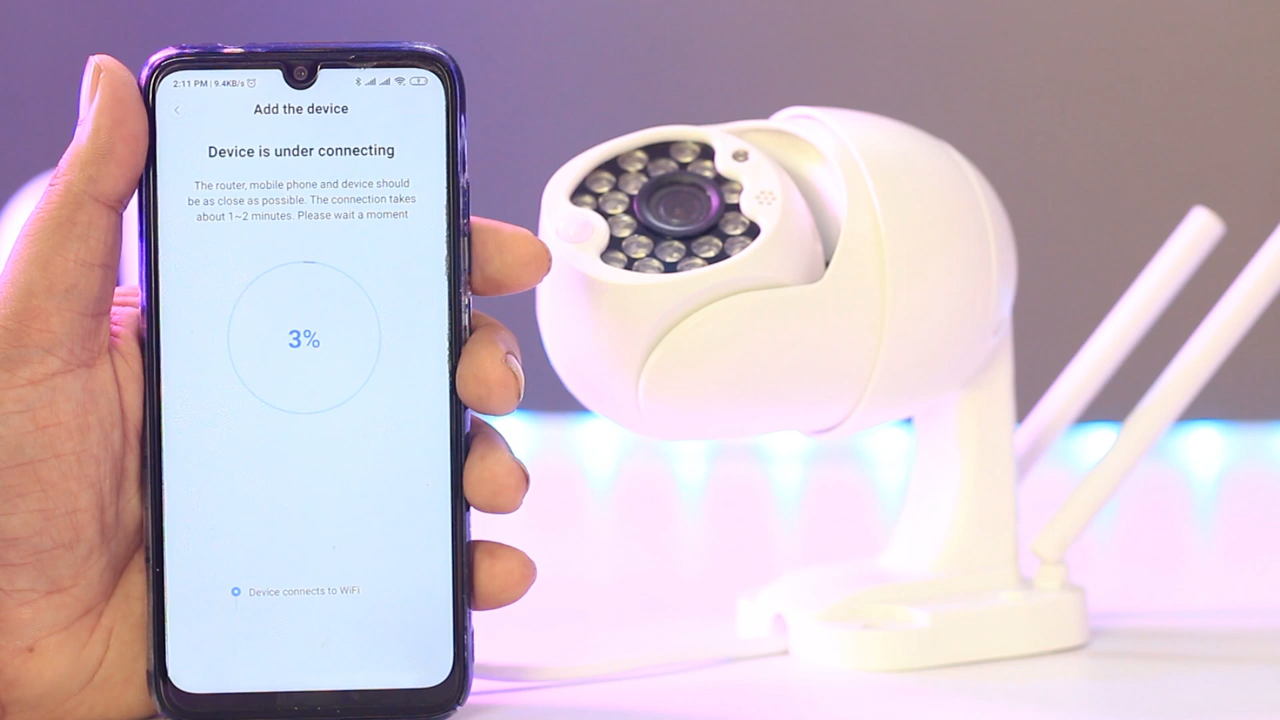 2:11 PM | 9.4KB/s
Add the device
Device is under connecting
The router, mobile phone and device should
be as close as possible. The connection takes
about 1~2 minutes. Please wait a moment
3%
Device connects to WiFi